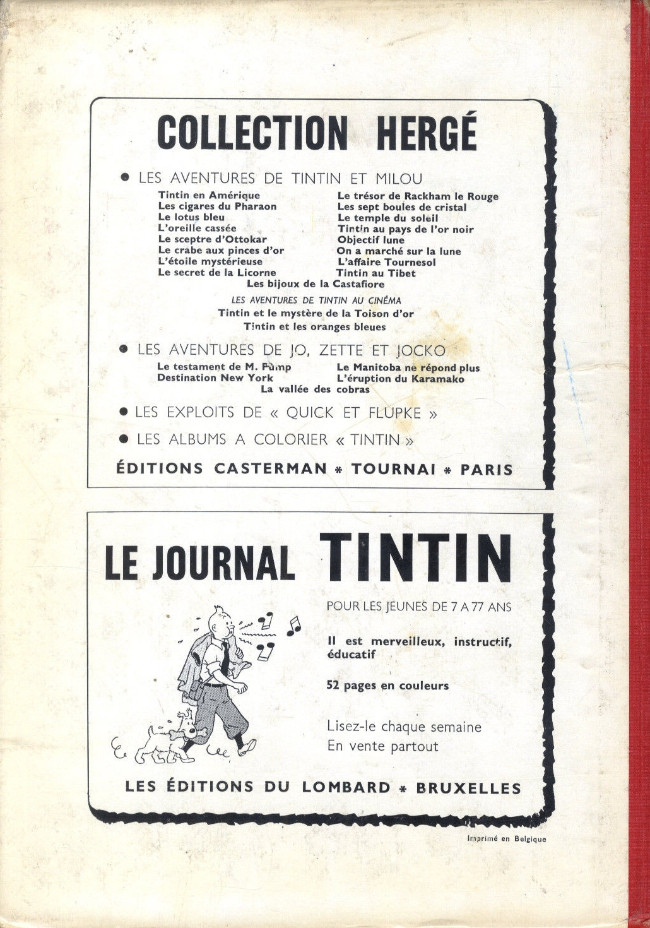 COLLECTION HERGÉ
● LES AVENTURES DE TINTIN ET MILOU
Tintin en Amérique
Les cigares du Pharaon
Le lotus bleu
L'oreille cassée
Le sceptre d'Ottokar
Le crabe aux pinces d'or
L'étoile mystérieuse
Le secret de la Licorne
Le trésor de Rackham le Rouge
Les sept boules de cristal
Le temple du soleil
Tintin au pays de l'or noir
Objectif lune
On a marché sur la lune
L'affaire Tournesol
Tintin au Tibet
Les bijoux de la Castafiore
LES AVENTURES DE TINTIN AU CINÉMA
Tintin et le mystère de la Toison d'or
Tintin et les oranges bleues
● LES AVENTURES DE JO, ZETTE ET JOCKO
Le testament de M. Pump
Destination New York
Le Manitoba ne répond plus
L'éruption du Karamako
La vallée des cobras
● LES EXPLOITS DE « QUICK ET FLUPKE »
● LES ALBUMS A COLORIER « TINTIN »
ÉDITIONS CASTERMAN * TOURNAI * PARIS
LE JOURNAL TINTIN
POUR LES JEUNES DE 7 A 77 ANS
Il est merveilleux, instructif,
éducatif
52 pages en couleurs
Lisez-le chaque semaine
En vente partout
LES ÉDITIONS DU LOMBARD * BRUXELLES
Imprimé en Belgique